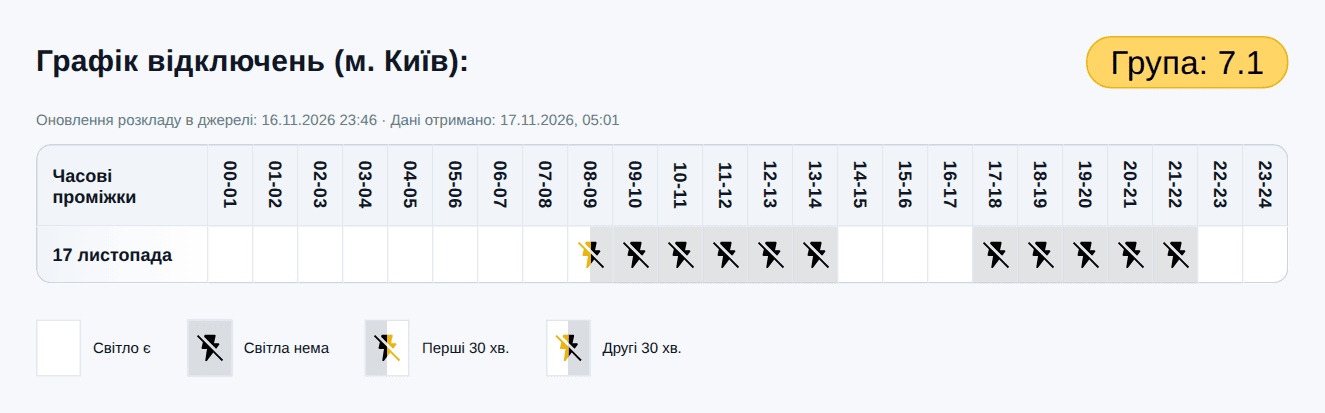 Графік відключень (м. Київ):
Група: 7.1
Оновлення розкладу в джерелі: 16.11.2026 23:46 · Дані отримано: 17.11.2026, 05:01
Часові
проміжки
00-01
01-02
02-03
03-04
04-05
05-06
06-07
07-08
08-09
09-10
10-11
11-12
12-13
13-14
14-15
15-16
16-17
17-18
18-19
19-20
20-21
21-22
22-23
23-24
17 листопада
Світло є
Світла нема
Перші 30 хв.
Другі 30 хв.